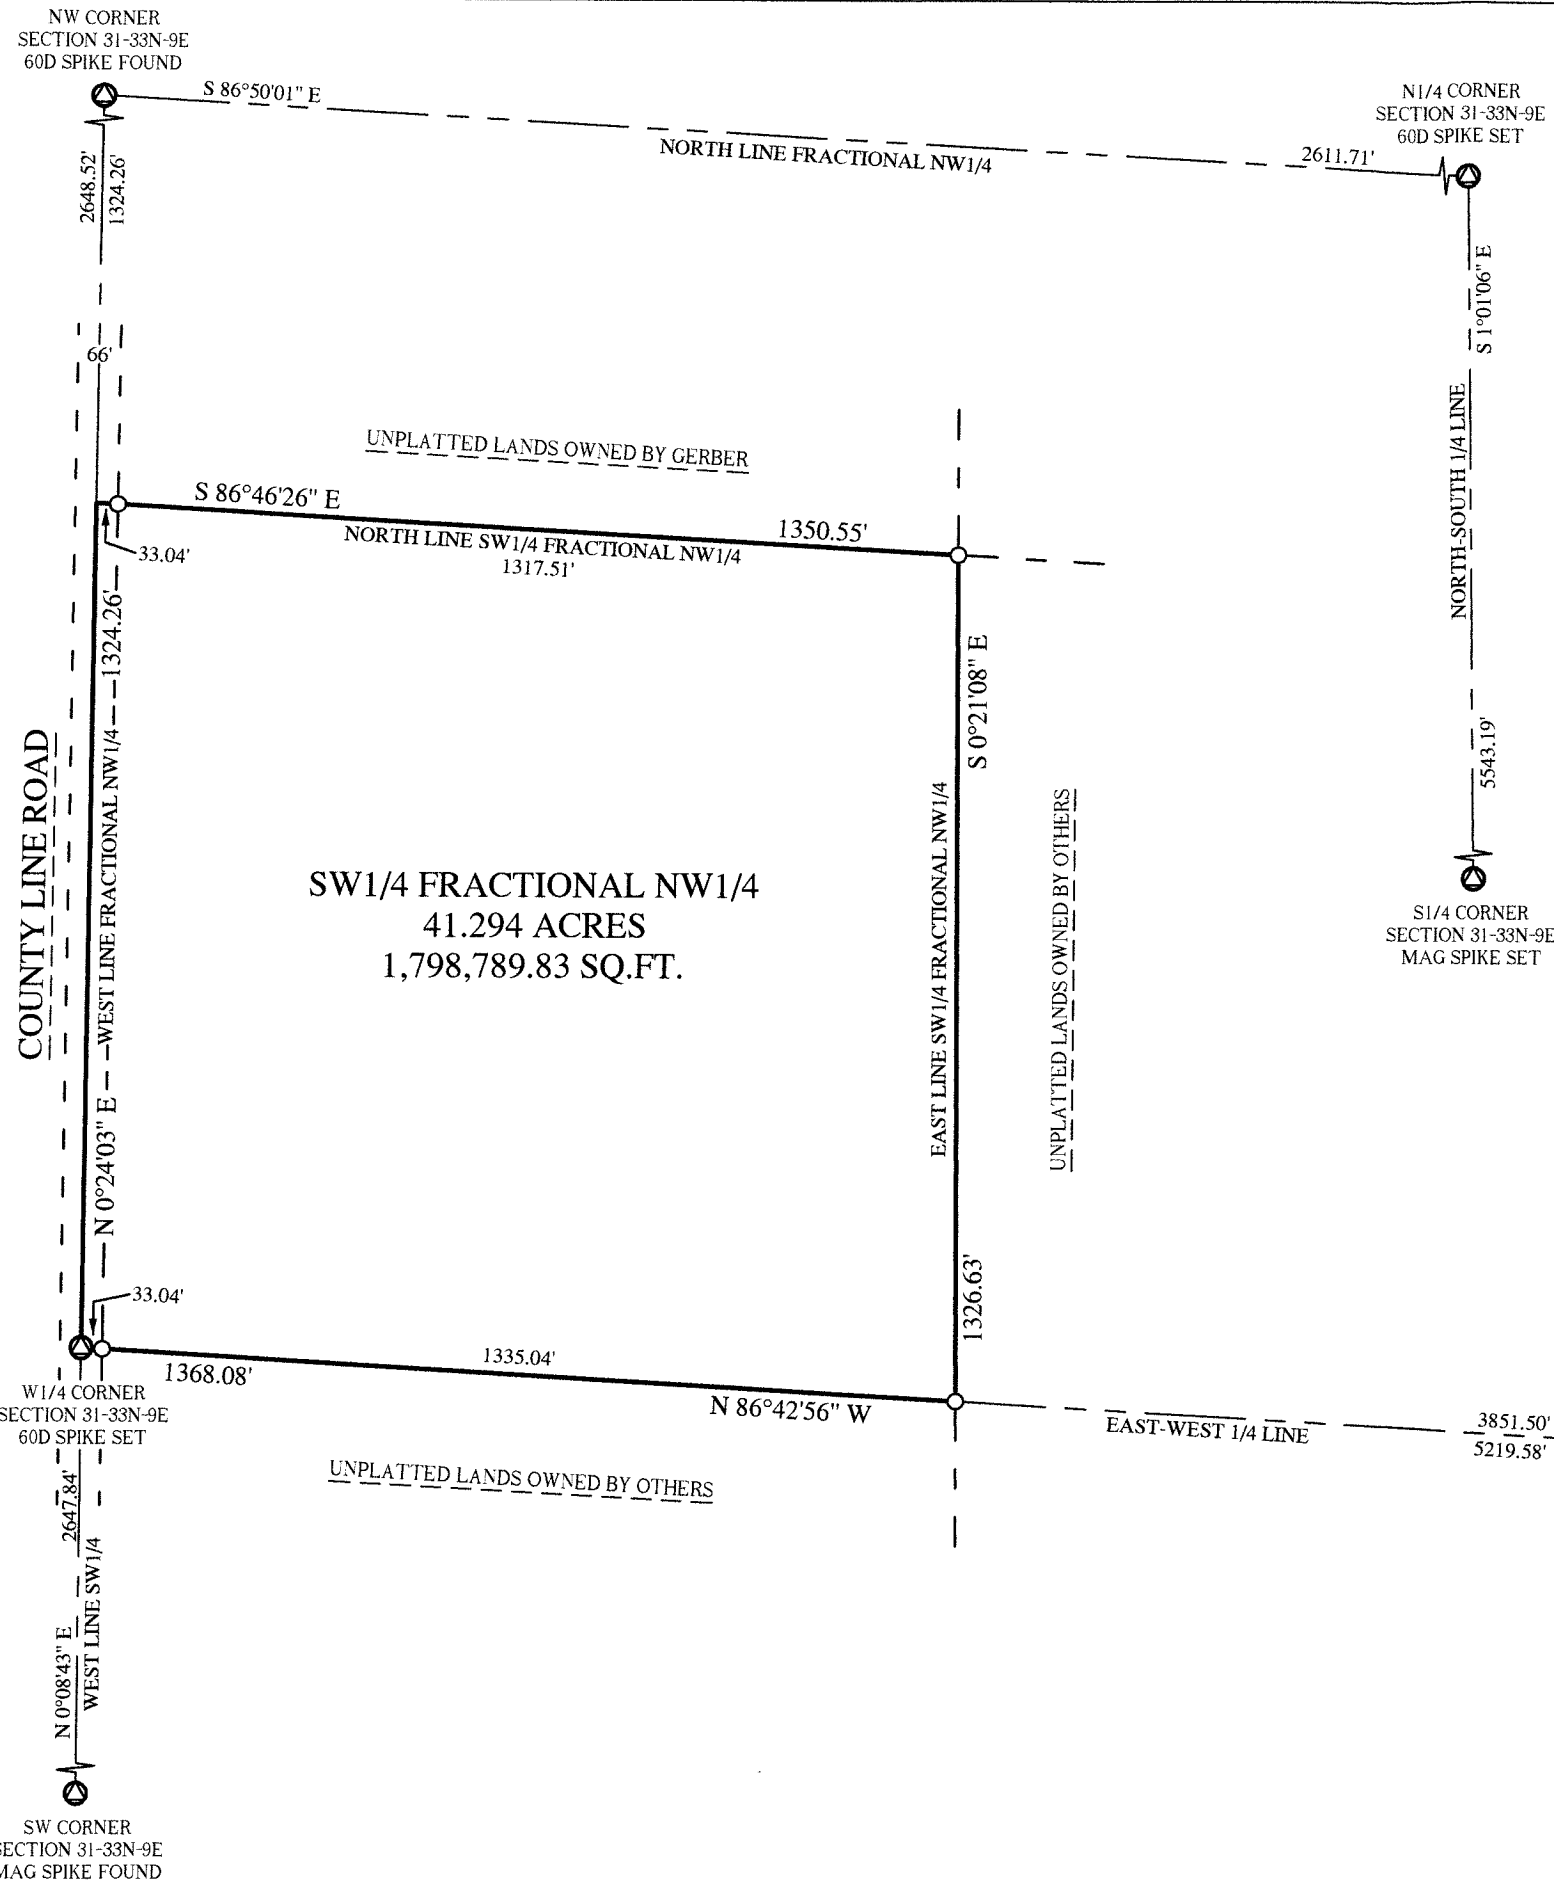 NW CORNER
SECTION 31-33N-9E
60D SPIKE FOUND
S 86°50'01" E
NORTH LINE FRACTIONAL NW1/4
2611.71'
N1/4 CORNER
SECTION 31-33N-9E
60D SPIKE SET
2648.52'
1324.26'
66'
S 1°01'06" E
NORTH-SOUTH 1/4 LINE
5543.19'
S1/4 CORNER
SECTION 31-33N-9E
MAG SPIKE SET
UNPLATTED LANDS OWNED BY GERBER
S 86°46'26" E
1350.55'
NORTH LINE SW1/4 FRACTIONAL NW1/4
1317.51'
33.04'
COUNTY LINE ROAD
N 0°24'03" E
WEST LINE FRACTIONAL NW1/4
1324.26'
SW1/4 FRACTIONAL NW1/4
41.294 ACRES
1,798,789.83 SQ.FT.
S 0°21'08" E
EAST LINE SW1/4 FRACTIONAL NW1/4
1326.63'
UNPLATTED LANDS OWNED BY OTHERS
33.04'
1368.08'
1335.04'
N 86°42'56" W
EAST-WEST 1/4 LINE
3851.50'
5219.58'
W1/4 CORNER
SECTION 31-33N-9E
60D SPIKE SET
UNPLATTED LANDS OWNED BY OTHERS
2647.84'
N 0°08'43" E
WEST LINE SW1/4
SW CORNER
SECTION 31-33N-9E
MAG SPIKE FOUND